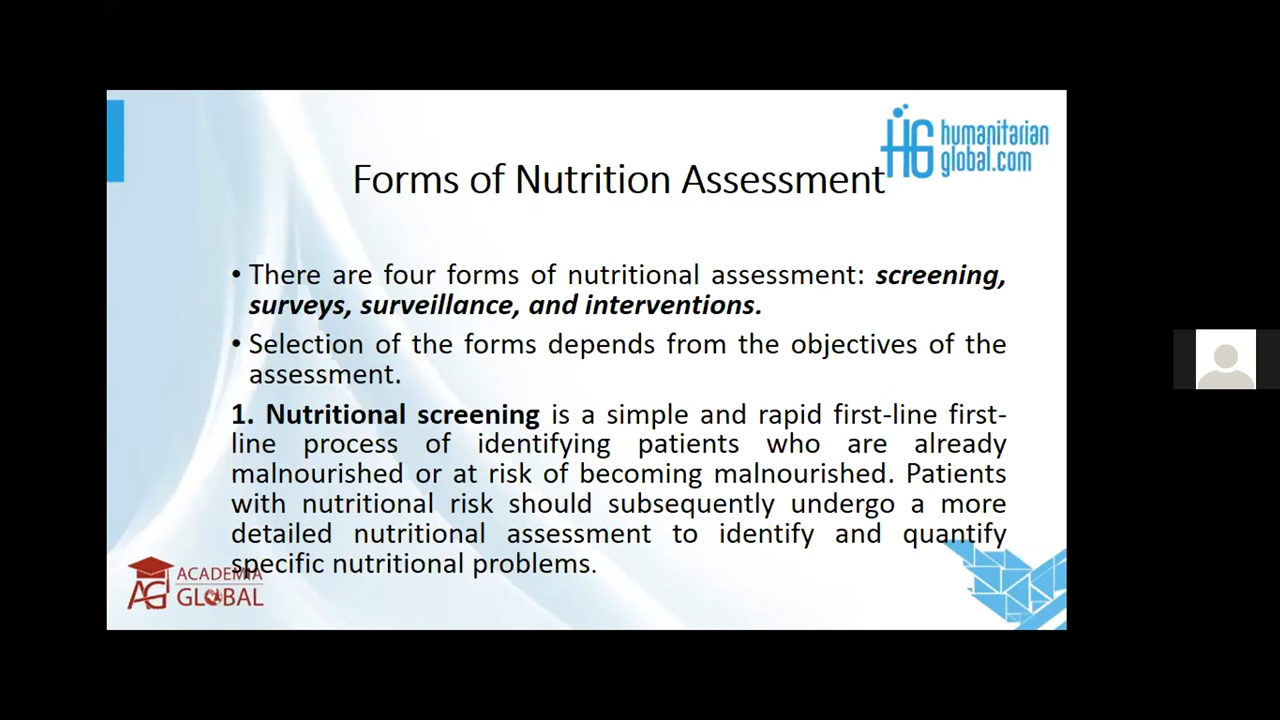 HG humanitarian
global.com
Forms of Nutrition Assessment
• There are four forms of nutritional assessment: screening,
surveys, surveillance, and interventions.
• Selection of the forms depends from the objectives of the
assessment.
1. Nutritional screening is a simple and rapid first-line first-
line process of identifying patients who are already
malnourished or at risk of becoming malnourished. Patients
with nutritional risk should subsequently undergo a more
detailed nutritional assessment to identify and quantify
specific nutritional problems.
AG ACADEMIA
GLOBAL